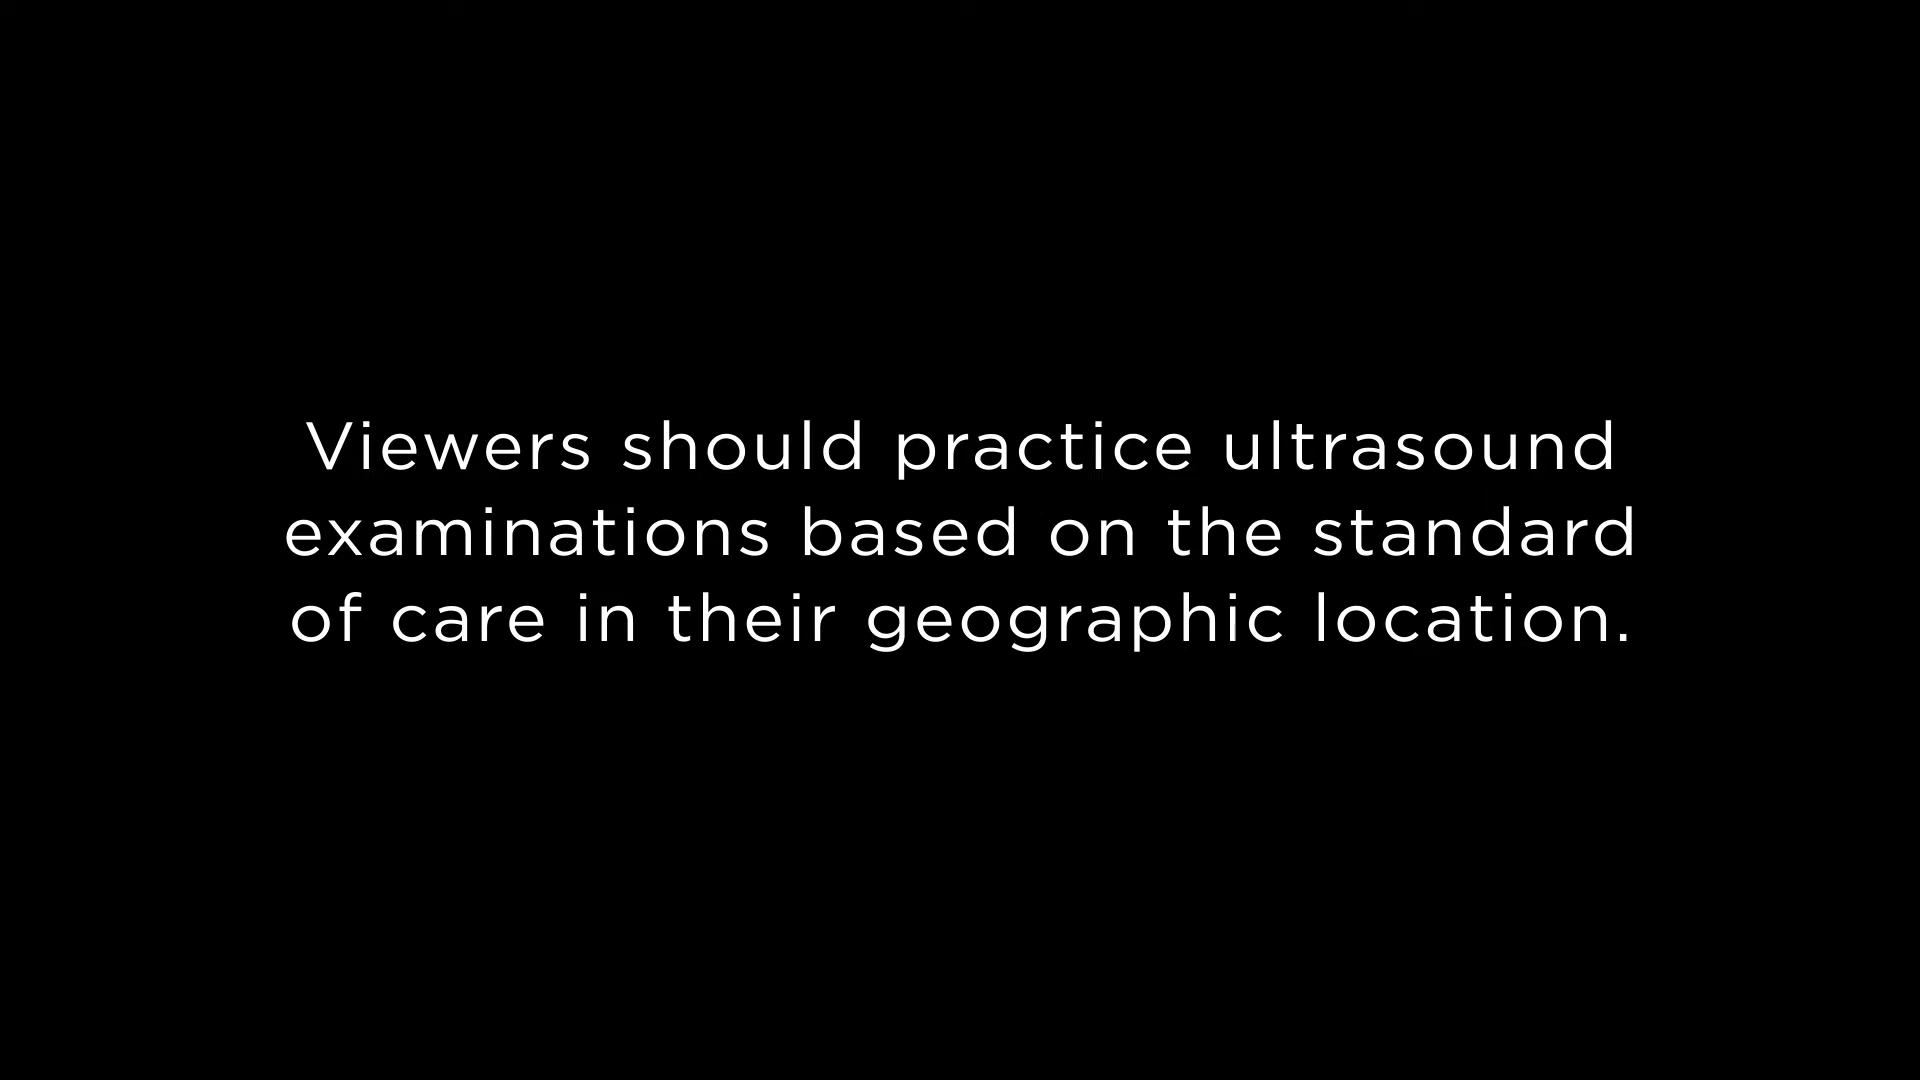 Viewers should practice ultrasound
examinations based on the standard
of care in their geographic location.